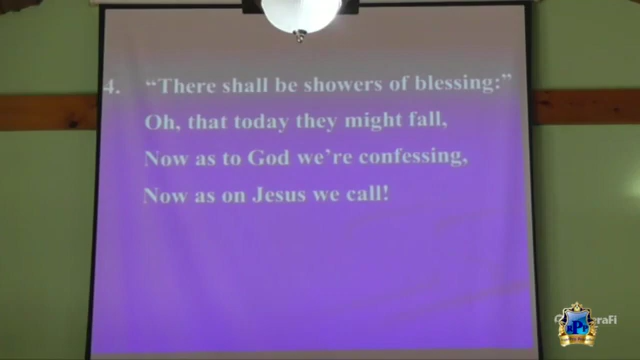 4. “There shall be showers of blessing:”
Oh, that today they might fall,
Now as to God we’re confessing,
Now as on Jesus we call!